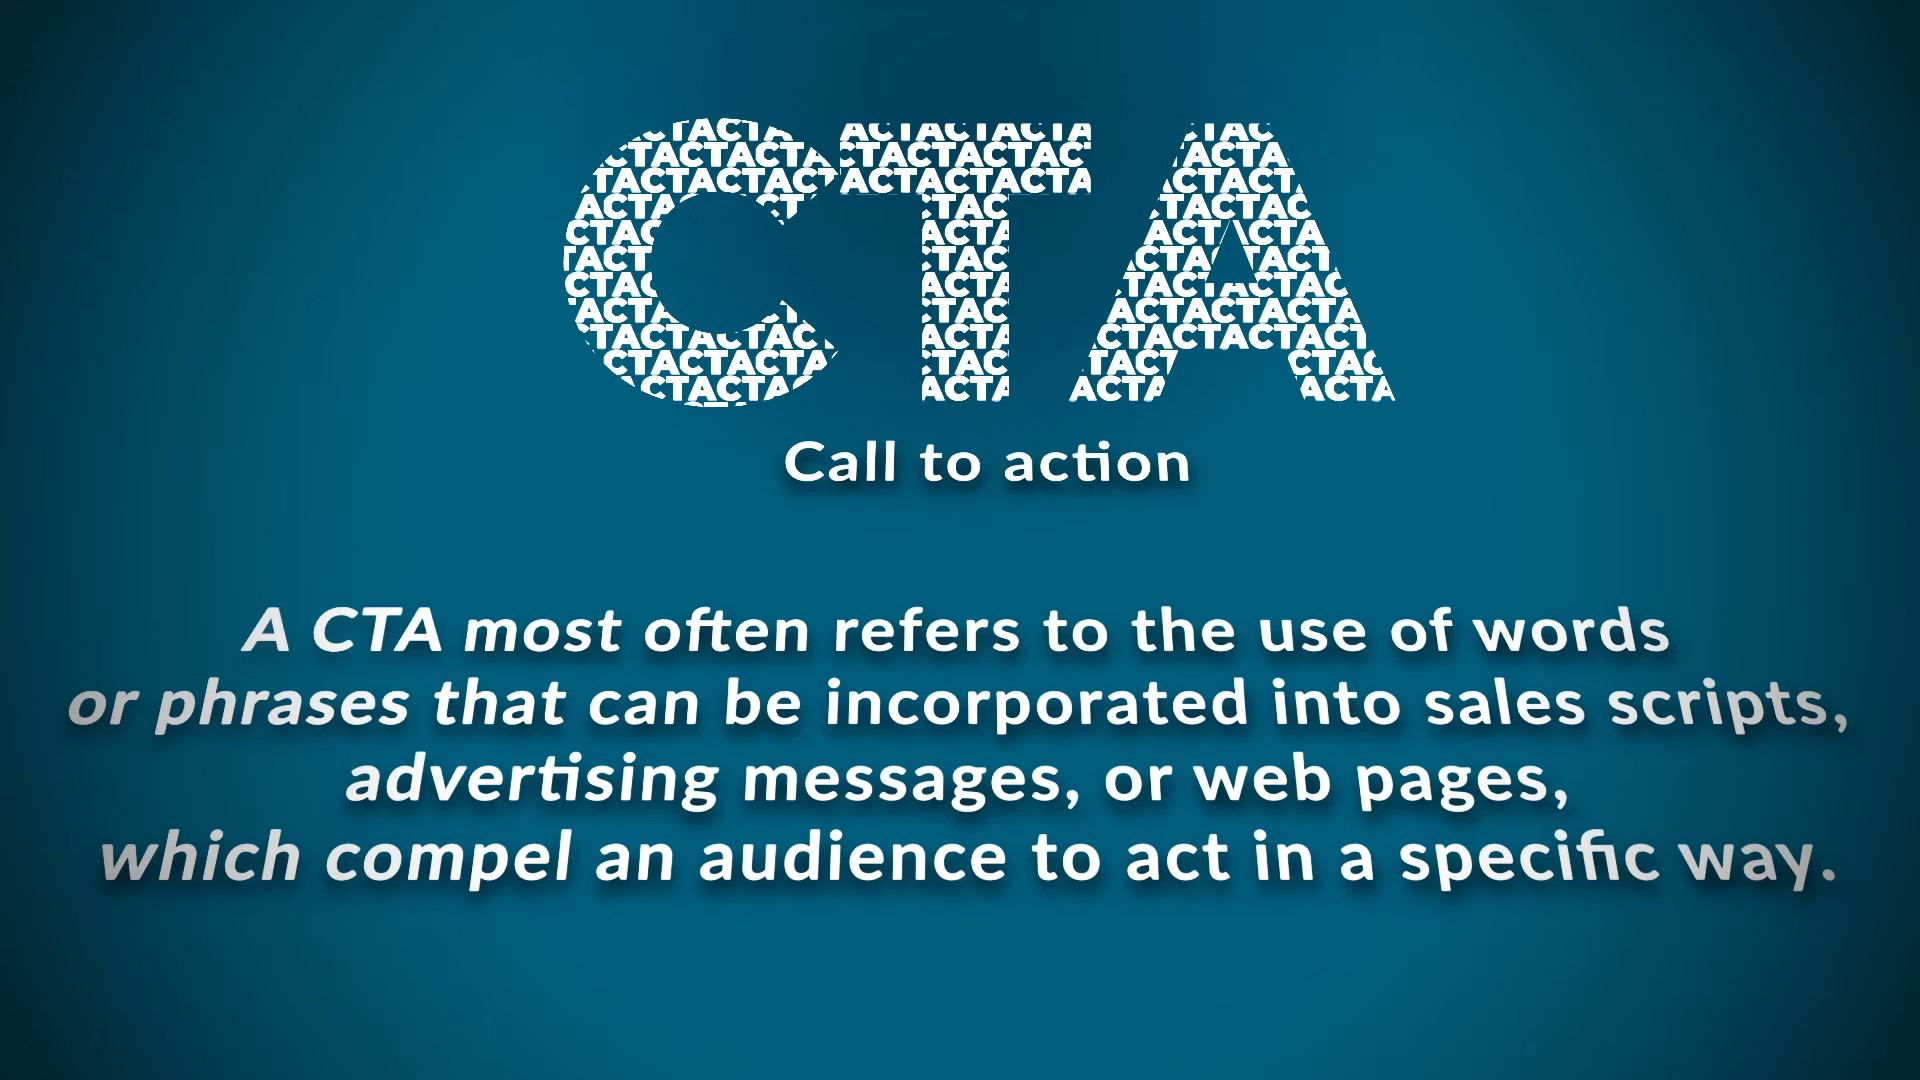 CTA
Call to action
A CTA most often refers to the use of words
or phrases that can be incorporated into sales scripts,
advertising messages, or web pages,
which compel an audience to act in a specific way.